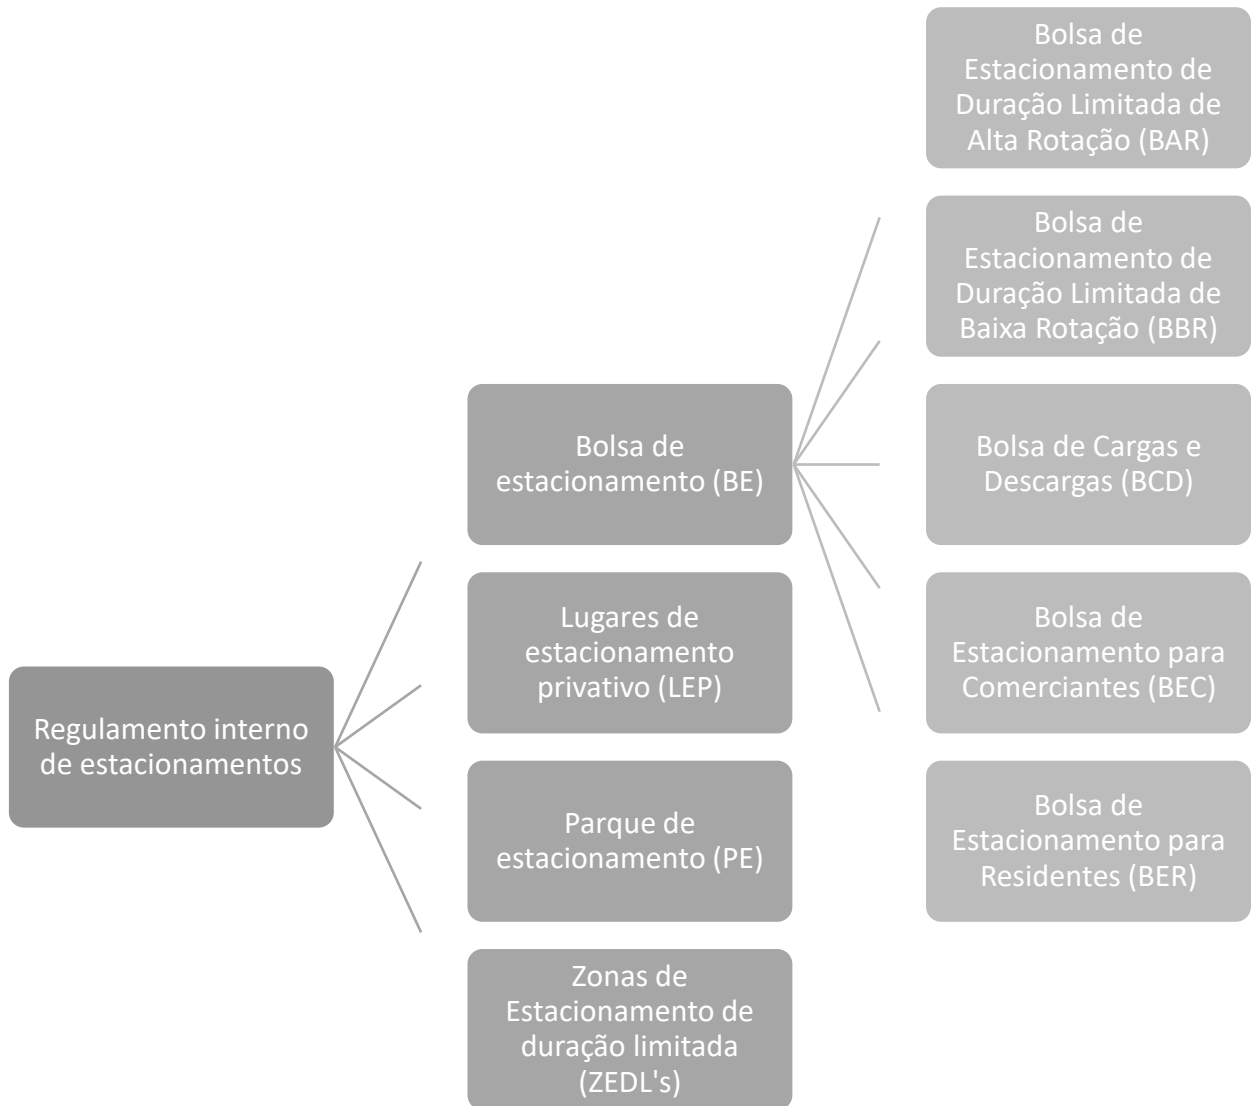 Regulamento interno
de estacionamentos
Bolsa de
estacionamento (BE)
Lugares de
estacionamento
privativo (LEP)
Parque de
estacionamento (PE)
Zonas de
Estacionamento de
duração limitada
(ZEDL's)
Bolsa de
Estacionamento de
Duração Limitada de
Alta Rotação (BAR)
Bolsa de
Estacionamento de
Duração Limitada de
Baixa Rotação (BBR)
Bolsa de Cargas e
Descargas (BCD)
Bolsa de
Estacionamento para
Comerciantes (BEC)
Bolsa de
Estacionamento para
Residentes (BER)